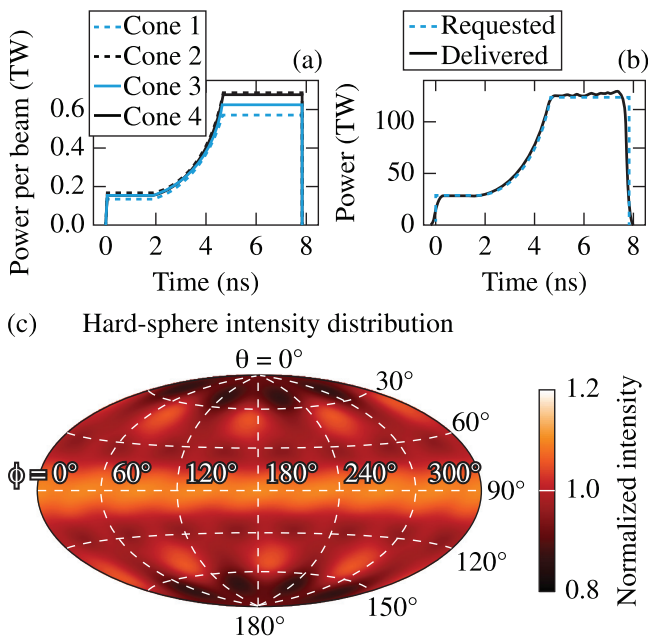 Cone 1
Cone 2
Cone 3
Cone 4
(a)
Power per beam (TW)
0.6
0.4
0.2
0.0
0 2 4 6 8
Time (ns)
Requested
Delivered
(b)
Power (TW)
100
50
0
0 2 4 6 8
Time (ns)
(c) Hard-sphere intensity distribution
θ = 0°
30°
60°
ϕ = 0° 60° 120° 180° 240° 300° 90°
120°
150°
180°
1.2
1.0
0.8
Normalized intensity